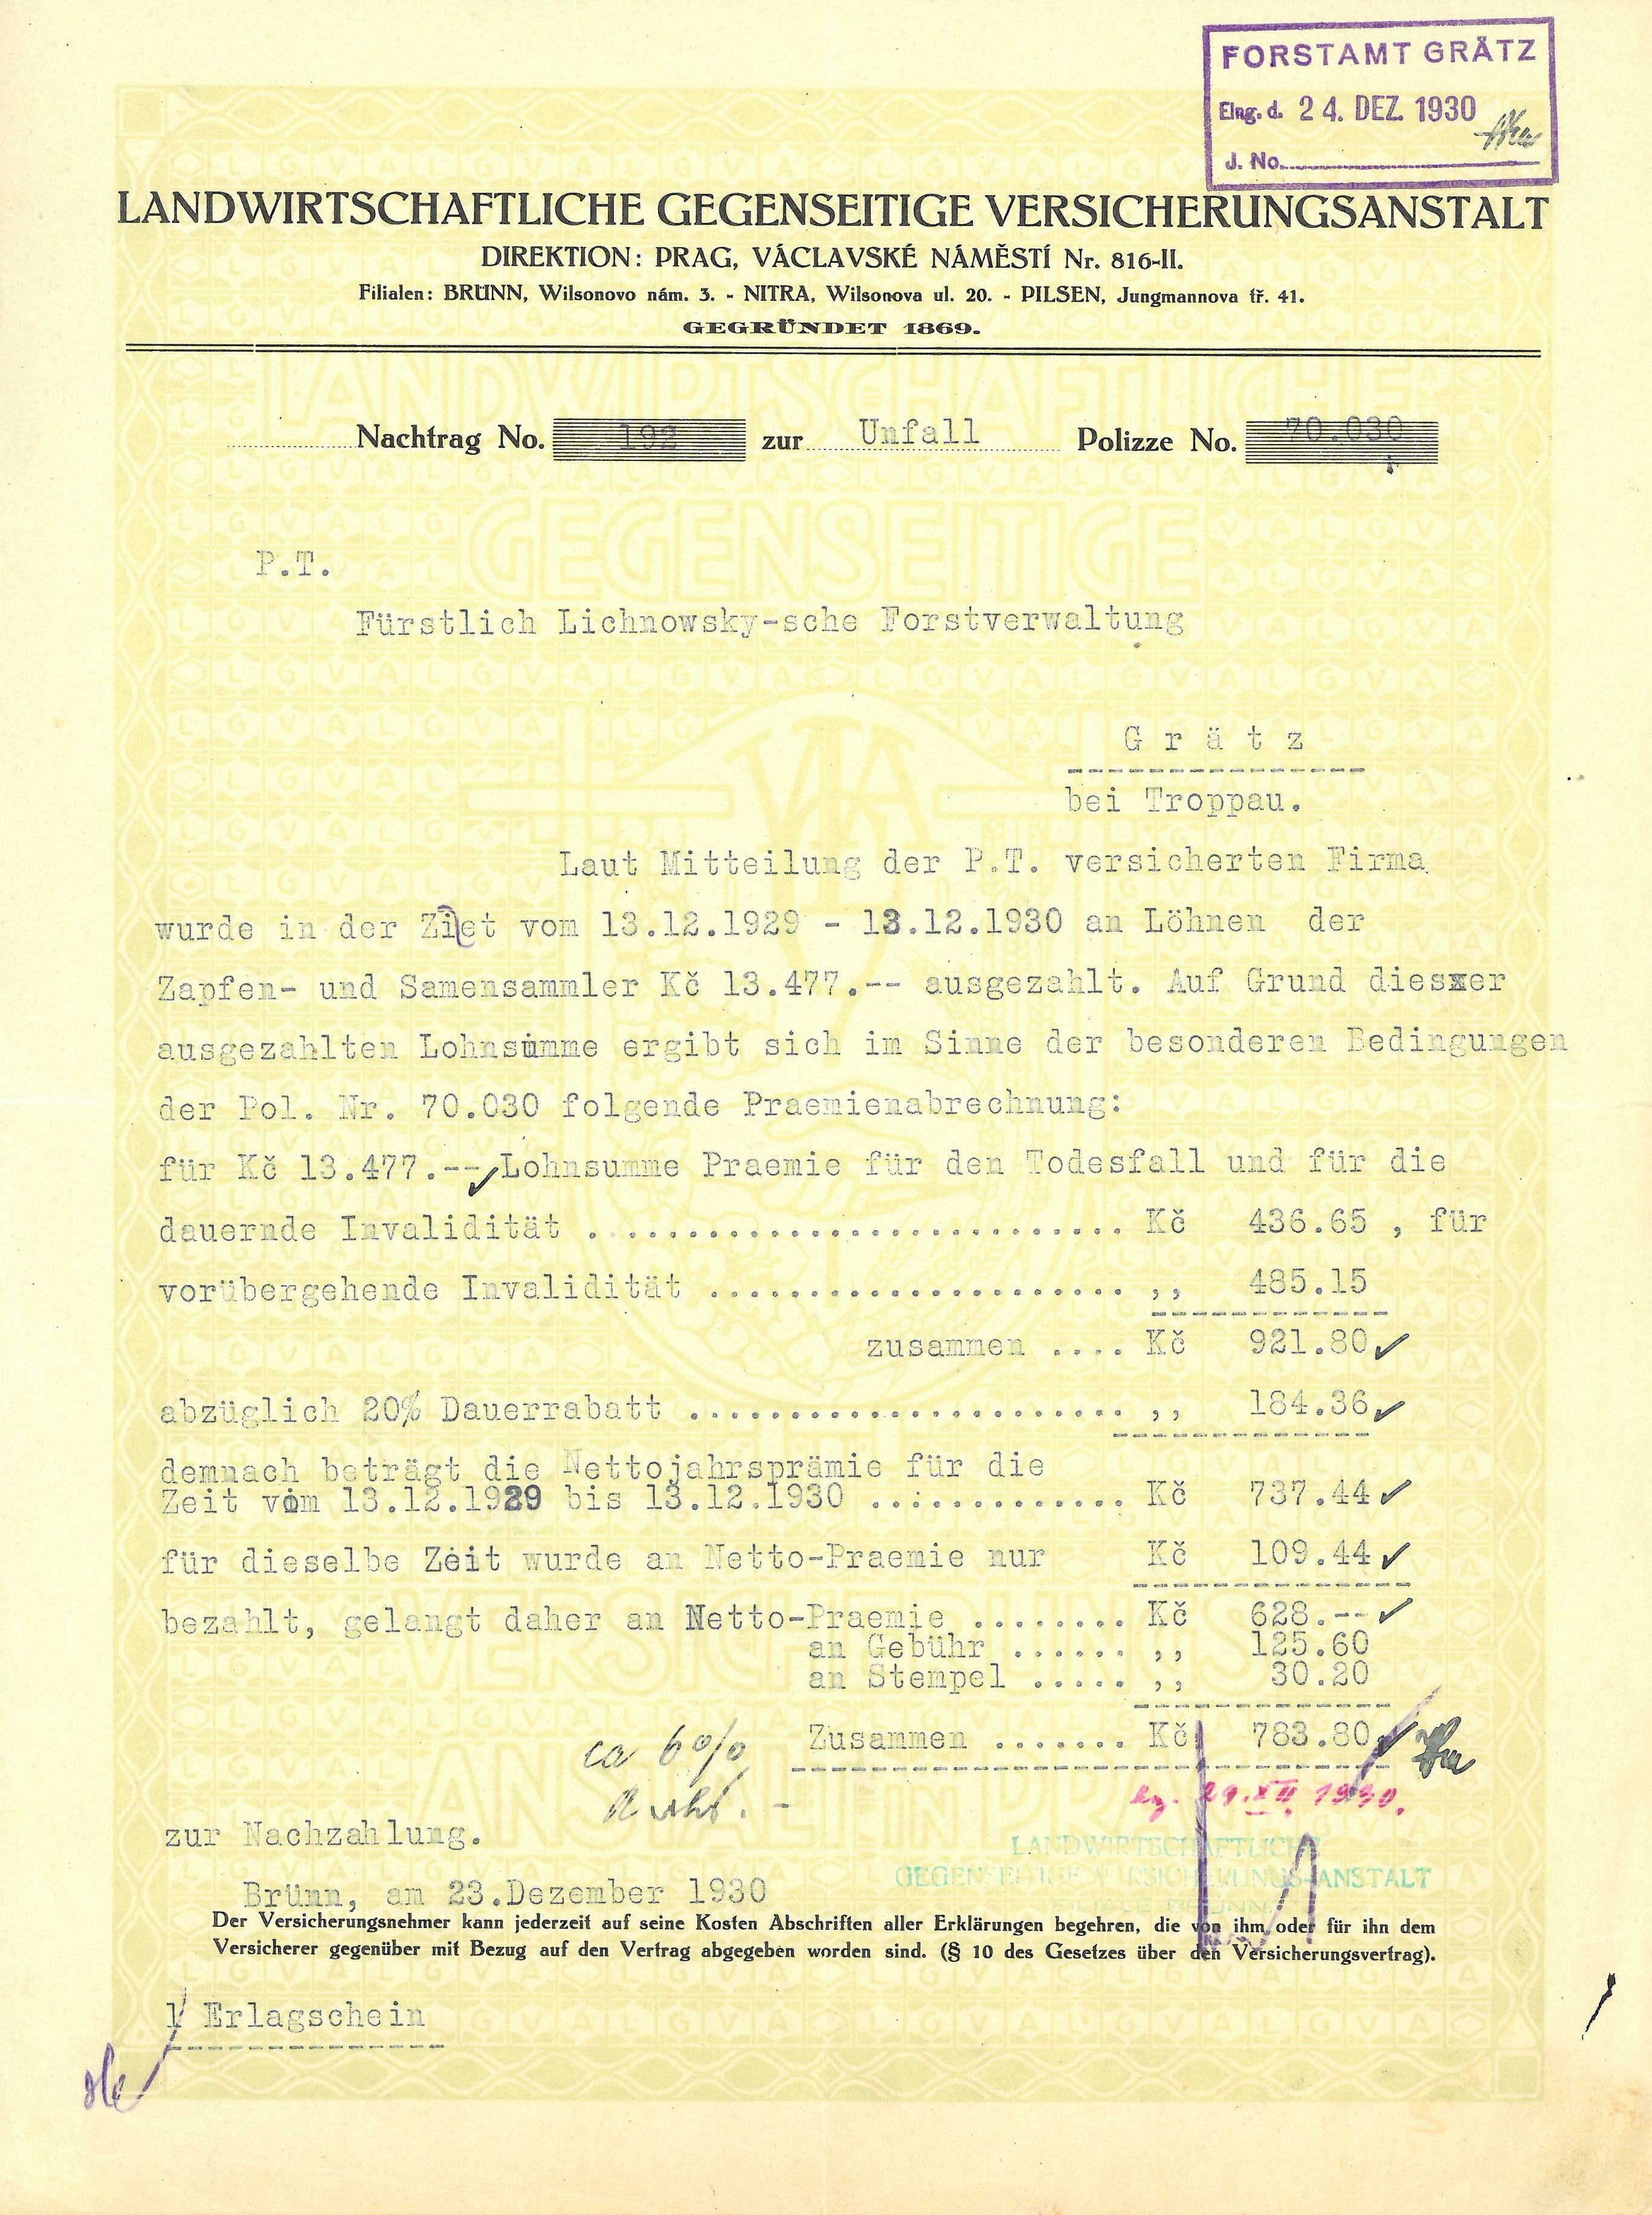 FORSTAMT GRÄTZ
Eing. d. 24. DEZ. 1930
J. No.
LANDWIRTSCHAFTLICHE GEGENSEITIGE VERSICHERUNGSANSTALT
DIREKTION: PRAG, VÁCLAVSKÉ NÁMĚSTÍ Nr. 816-II.
Filialen: BRÜNN, Wilsonovo nám. 3. - NITRA, Wilsonova ul. 20. - PILSEN, Jungmannova tř. 41.
GEGRÜNDET 1869.
Nachtrag No. 192 zur Unfall Polizze No. 70.030
P.T.
Fürstlich Lichnowsky-sche Forstverwaltung
Grätz
bei Troppau.
Laut Mitteilung der P.T. versicherten Firma
wurde in der Ziet vom 13.12.1929 - 13.12.1930 an Löhnen der
Zapfen- und Samensammler Kč 13.477.-- ausgezahlt. Auf Grund diesxer
ausgezahlten Lohnsumme ergibt sich im Sinne der besonderen Bedingungen
der Pol. Nr. 70.030 folgende Praemienabrechnung:
für Kč 13.477.-- Lohnsumme Praemie für den Todesfall und für die
dauernde Invalidität ........................... Kč 436.65 , für
vorübergehende Invalidität ..................... ,, 485.15
zusammen .... Kč 921.80
abzüglich 20% Dauerrabatt ...................... ,, 184.36
demnach beträgt die Nettojahrsprämie für die
Zeit vom 13.12.1929 bis 13.12.1930 ............. Kč 737.44
für dieselbe Zeit wurde an Netto-Praemie nur Kč 109.44
bezahlt, gelangt daher an Netto-Praemie ........ Kč 628.--
an Gebühr ...... ,, 125.60
an Stempel ..... ,, 30.20
ca 6% Zusammen ....... Kč 783.80
29.XII 1930.
zur Nachzahlung.
LANDWIRTSCHAFTLICHE
GEGENSEITIGE VERSICHERUNGS-ANSTALT
Brünn, am 23.Dezember 1930
Der Versicherungsnehmer kann jederzeit auf seine Kosten Abschriften aller Erklärungen begehren, die von ihm oder für ihn dem
Versicherer gegenüber mit Bezug auf den Vertrag abgegeben worden sind. (§ 10 des Gesetzes über den Versicherungsvertrag).
1 Erlagschein